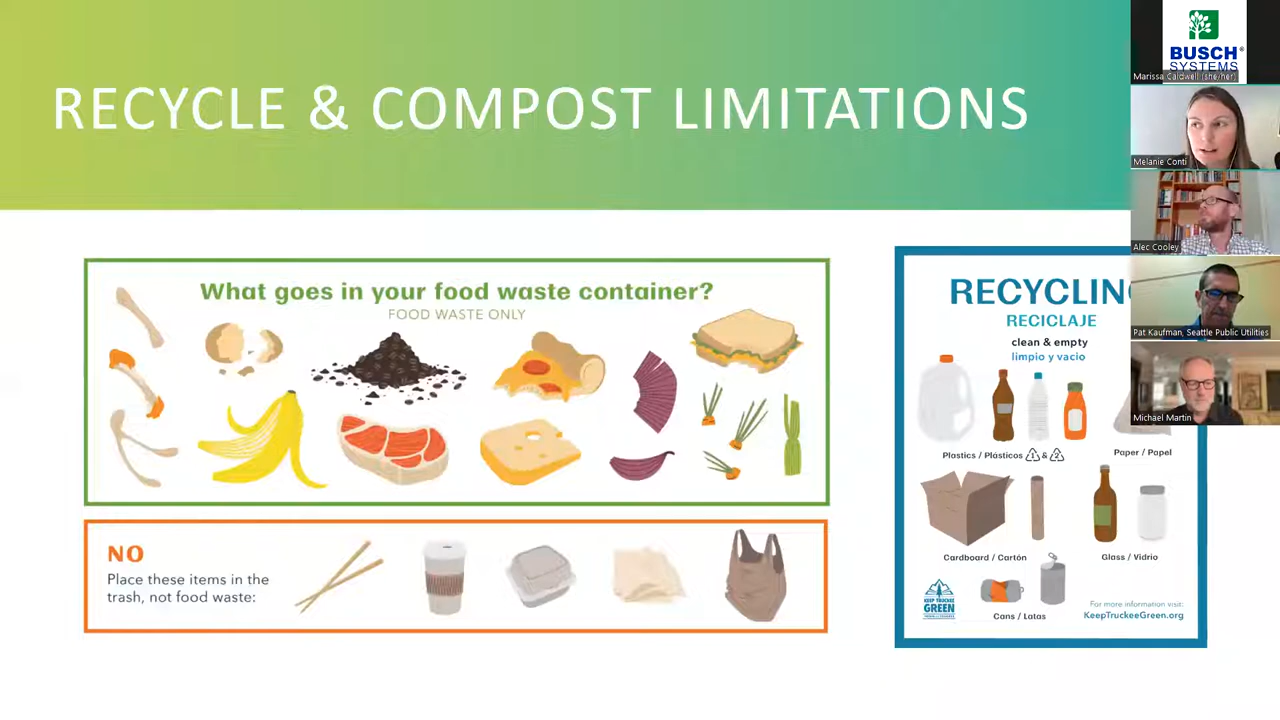 RECYCLE & COMPOST LIMITATIONS
What goes in your food waste container?
FOOD WASTE ONLY
NO
Place these items in the
trash, not food waste:
RECYCLIN
RECICLAJE
clean & empty
limpio y vacio
Plastics / Plásticos 1 & 2
Paper / Papel
Cardboard / Cartón
Glass / Vidrio
Cans / Latas
KEEP TRUCKEE
GREEN
For more information visit:
KeepTruckeeGreen.org
BUSCH®
SYSTEMS
Marissa Caldwell (she/her)
Melanie Conti
Alec Cooley
Pat Kaufman, Seattle Public Utilities
Michael Martin